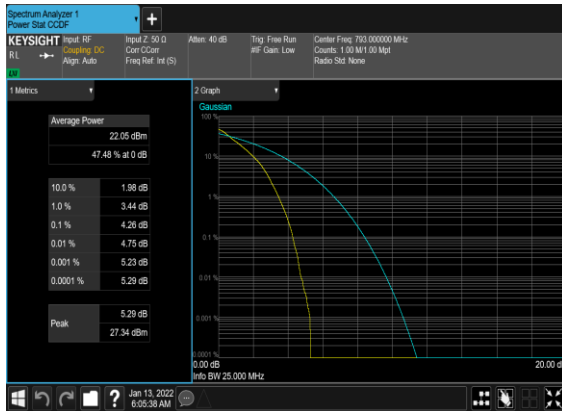 Spectrum Analyzer 1
Power Stat CCDF
KEYSIGHT
RL
Input: RF
Coupling: DC
Align: Auto
Input Z: 50 Ω
Corr CCorr
Freq Ref: Int (S)
Atten: 40 dB
Trig: Free Run
#IF Gain: Low
Center Freq: 793.000000 MHz
Counts: 1.00 M/1.00 Mpt
Radio Std: None
1 Metrics
Average Power
22.05 dBm
47.48 % at 0 dB
10.0 % 1.98 dB
1.0 % 3.44 dB
0.1 % 4.26 dB
0.01 % 4.75 dB
0.001 % 5.23 dB
0.0001 % 5.29 dB
Peak 5.29 dB
27.34 dBm
2 Graph
Gaussian
100 %
10 %
1 %
0.1 %
0.01 %
0.001 %
0.0001 %
0.00 dB 20.00 d
Info BW 25.000 MHz
Jan 13, 2022
6:05:38 AM